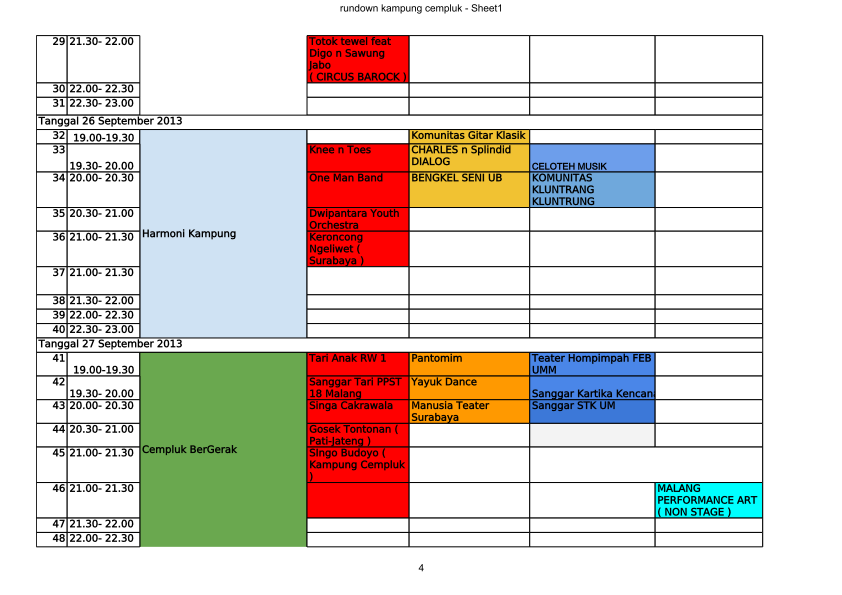 rundown kampung cempluk - Sheet1
29 21.30- 22.00 Totok tewel feat
Digo n Sawung
Jabo
( CIRCUS BAROCK )
30 22.00- 22.30
31 22.30- 23.00
Tanggal 26 September 2013
32 19.00-19.30 Komunitas Gitar Klasik
33 19.30- 20.00 Knee n Toes CHARLES n Splindid
DIALOG
CELOTEH MUSIK
34 20.00- 20.30 One Man Band BENGKEL SENI UB KOMUNITAS
KLUNTRANG
KLUNTRUNG
35 20.30- 21.00 Dwipantara Youth
Orchestra
36 21.00- 21.30 Harmoni Kampung Keroncong
Ngeliwet (
Surabaya )
37 21.00- 21.30
38 21.30- 22.00
39 22.00- 22.30
40 22.30- 23.00
Tanggal 27 September 2013
41 19.00-19.30 Tari Anak RW 1 Pantomim Teater Hompimpah FEB
UMM
42 19.30- 20.00 Sanggar Tari PPST
18 Malang
Yayuk Dance
Sanggar Kartika Kencan
43 20.00- 20.30 Singa Cakrawala Manusia Teater
Surabaya
Sanggar STK UM
44 20.30- 21.00 Gosek Tontonan (
Pati-Jateng )
45 21.00- 21.30 Cempluk BerGerak Singo Budoyo (
Kampung Cempluk
)
46 21.00- 21.30 MALANG
PERFORMANCE ART
( NON STAGE )
47 21.30- 22.00
48 22.00- 22.30
4